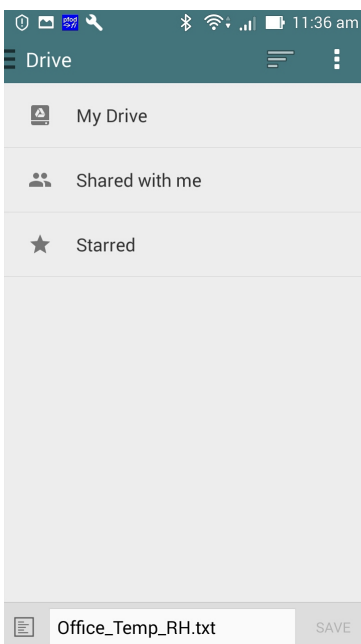 11:36 am
Drive
My Drive
Shared with me
Starred
Office_Temp_RH.txt
SAVE